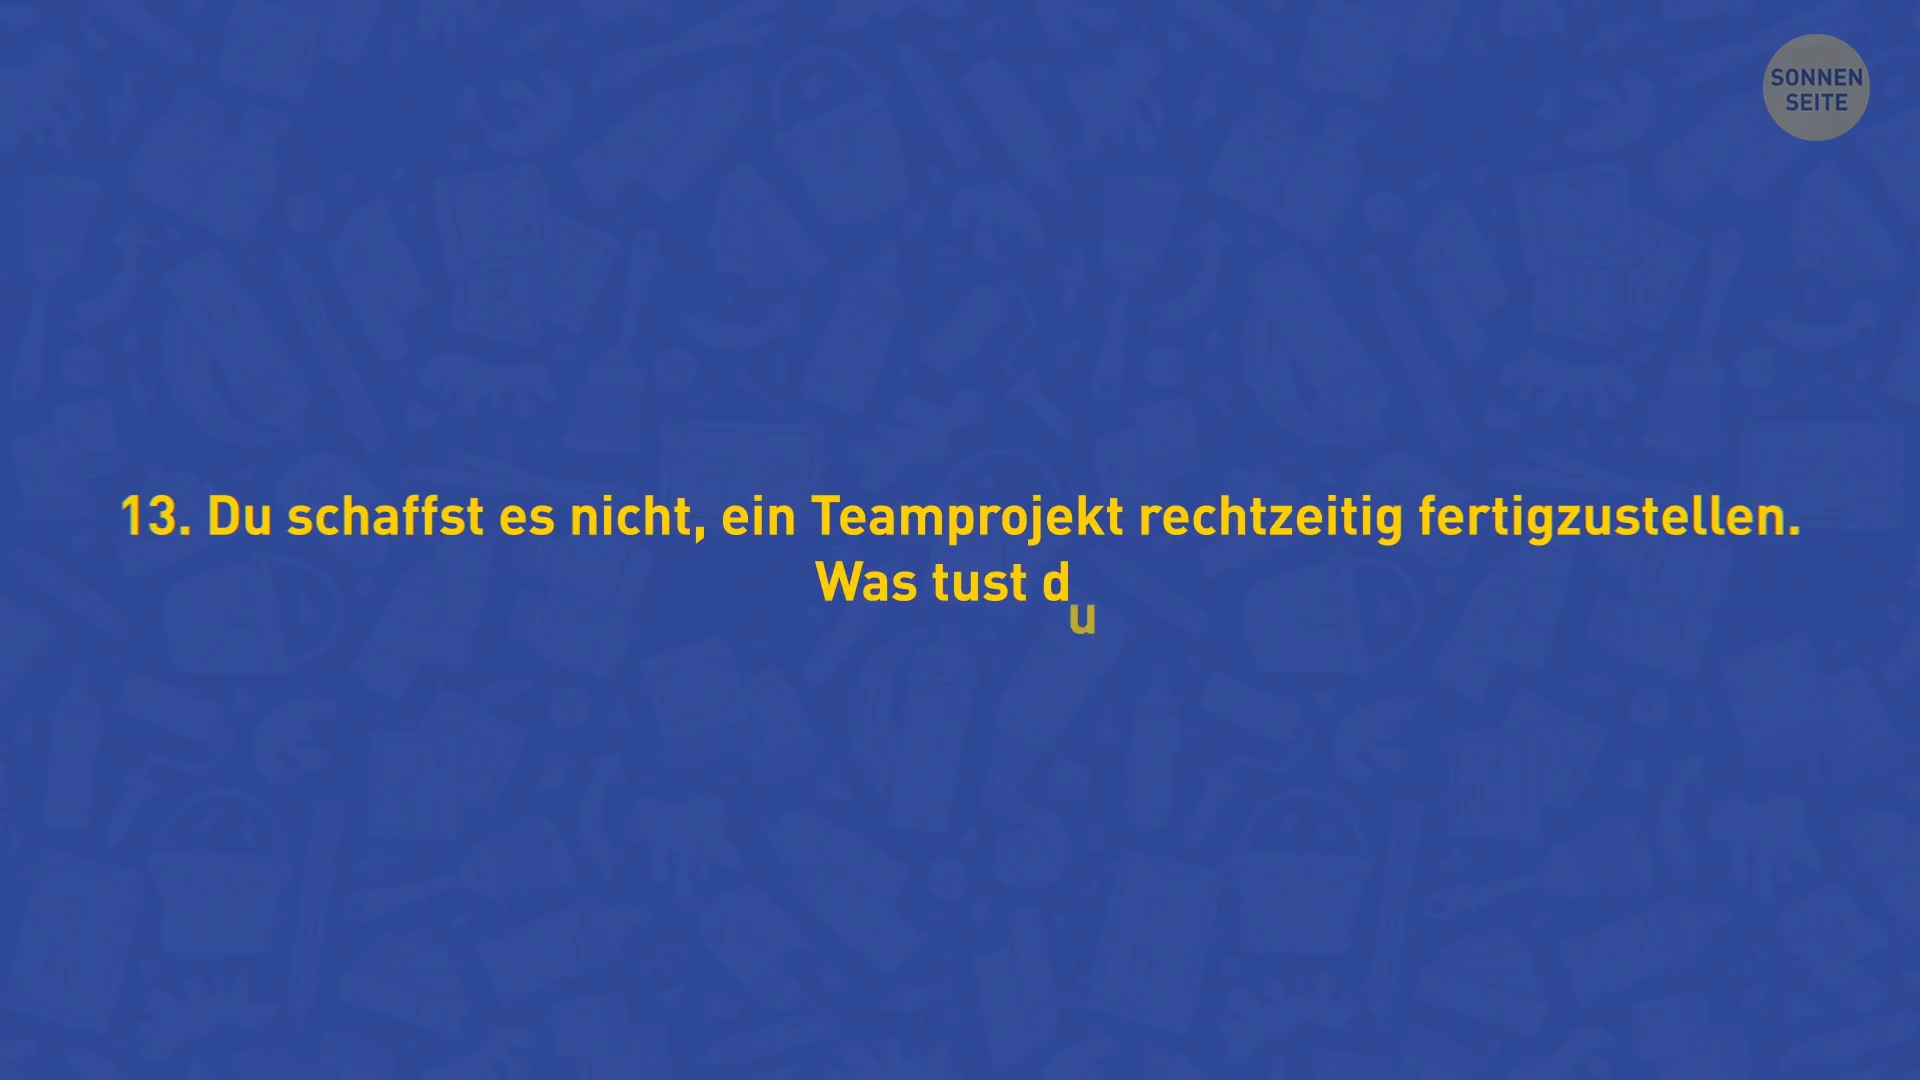 SONNEN
SEITE
13. Du schaffst es nicht, ein Teamprojekt rechtzeitig fertigzustellen.
Was tust du